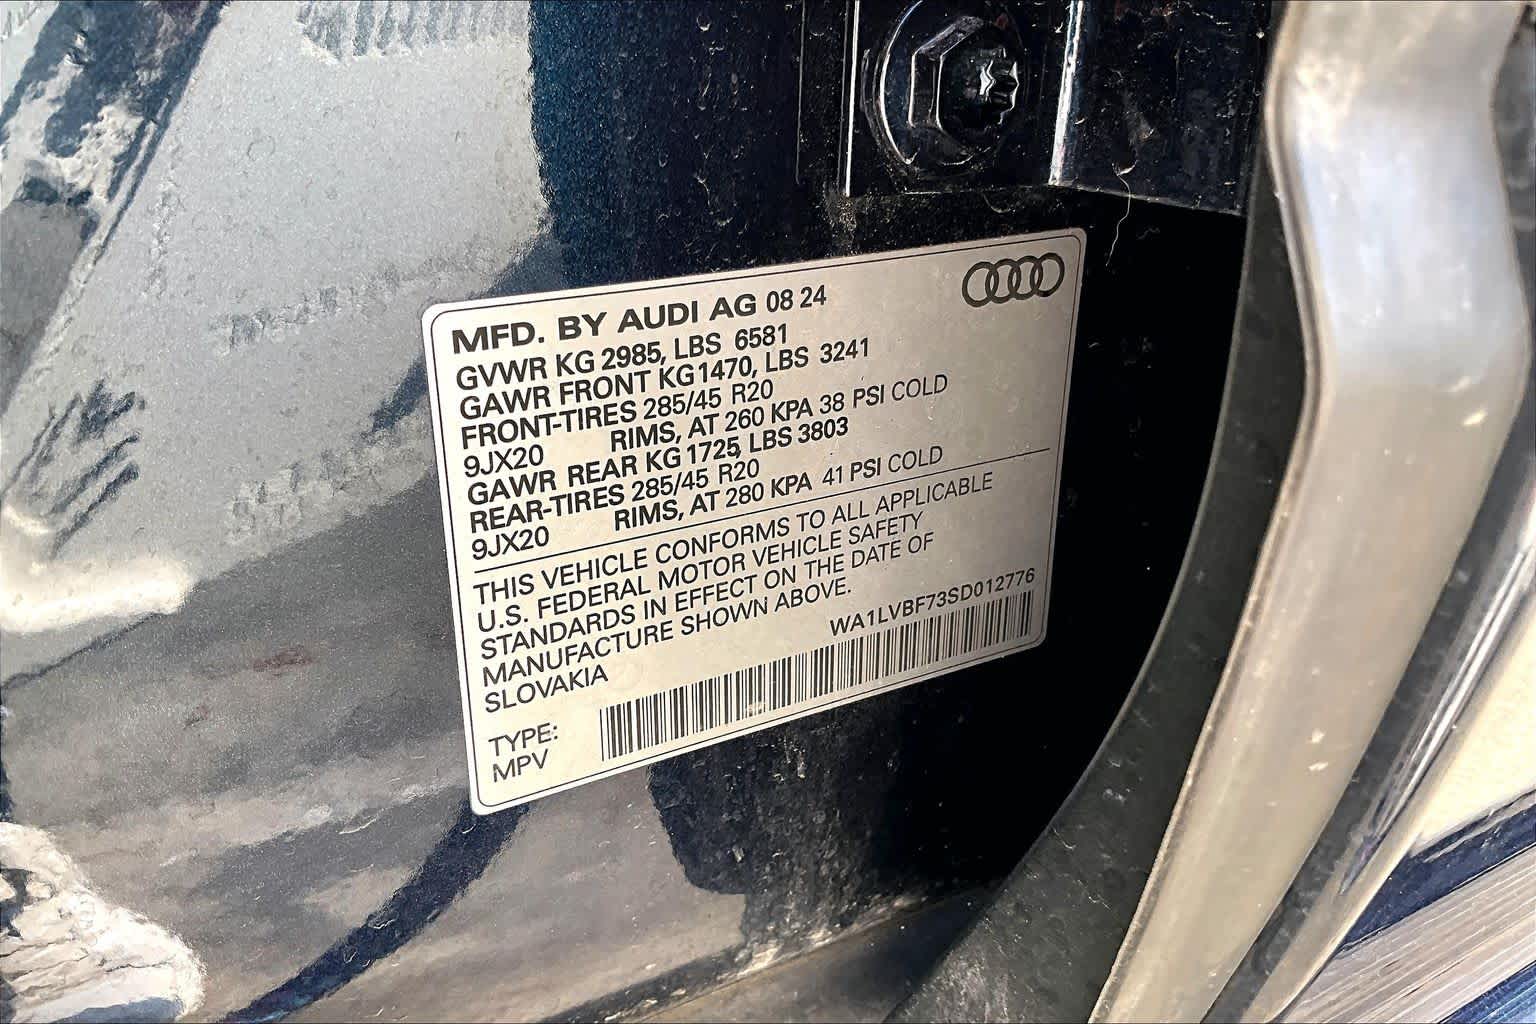 MFD. BY AUDI AG 08 24
GVWR KG 2985, LBS 6581
GAWR FRONT KG1470, LBS 3241
FRONT-TIRES 285/45 R20
9JX20 RIMS, AT 260 KPA 38 PSI COLD
GAWR REAR KG 1725, LBS 3803
REAR-TIRES 285/45 R20
9JX20 RIMS, AT 280 KPA 41 PSI COLD
THIS VEHICLE CONFORMS TO ALL APPLICABLE
U.S. FEDERAL MOTOR VEHICLE SAFETY
STANDARDS IN EFFECT ON THE DATE OF
MANUFACTURE SHOWN ABOVE.
SLOVAKIA
WA1LVBF73SD012776
TYPE:
MPV